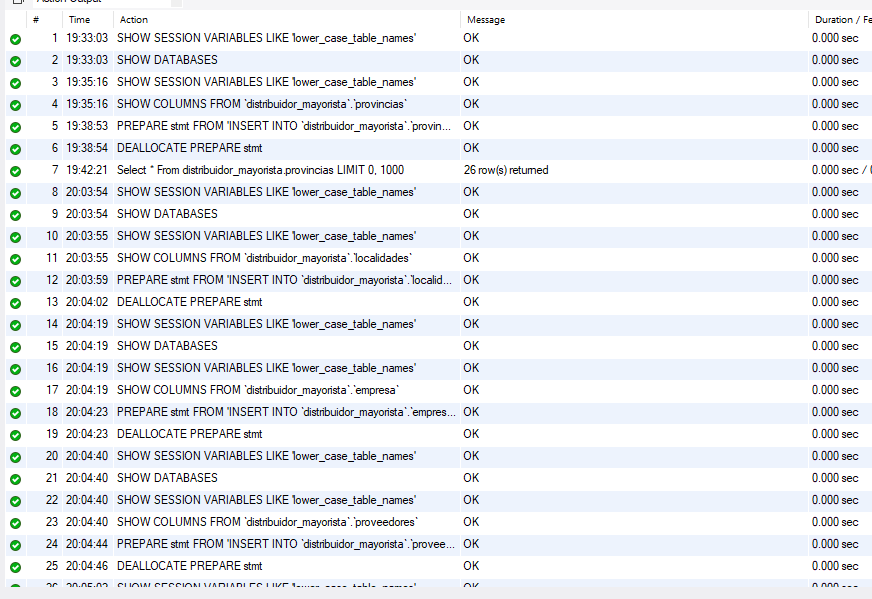 Action Output
# Time Action Message Duration / Fe
1 19:33:03 SHOW SESSION VARIABLES LIKE 'lower_case_table_names' OK 0.000 sec
2 19:33:03 SHOW DATABASES OK 0.000 sec
3 19:35:16 SHOW SESSION VARIABLES LIKE 'lower_case_table_names' OK 0.000 sec
4 19:35:16 SHOW COLUMNS FROM `distribuidor_mayorista`.`provincias` OK 0.000 sec
5 19:38:53 PREPARE stmt FROM 'INSERT INTO `distribuidor_mayorista`.`provin... OK 0.000 sec
6 19:38:54 DEALLOCATE PREPARE stmt OK 0.000 sec
7 19:42:21 Select * From distribuidor_mayorista.provincias LIMIT 0, 1000 26 row(s) returned 0.000 sec / 0
8 20:03:54 SHOW SESSION VARIABLES LIKE 'lower_case_table_names' OK 0.000 sec
9 20:03:54 SHOW DATABASES OK 0.000 sec
10 20:03:55 SHOW SESSION VARIABLES LIKE 'lower_case_table_names' OK 0.000 sec
11 20:03:55 SHOW COLUMNS FROM `distribuidor_mayorista`.`localidades` OK 0.000 sec
12 20:03:59 PREPARE stmt FROM 'INSERT INTO `distribuidor_mayorista`.`localid... OK 0.000 sec
13 20:04:02 DEALLOCATE PREPARE stmt OK 0.000 sec
14 20:04:19 SHOW SESSION VARIABLES LIKE 'lower_case_table_names' OK 0.000 sec
15 20:04:19 SHOW DATABASES OK 0.000 sec
16 20:04:19 SHOW SESSION VARIABLES LIKE 'lower_case_table_names' OK 0.000 sec
17 20:04:19 SHOW COLUMNS FROM `distribuidor_mayorista`.`empresa` OK 0.000 sec
18 20:04:23 PREPARE stmt FROM 'INSERT INTO `distribuidor_mayorista`.`empres... OK 0.000 sec
19 20:04:23 DEALLOCATE PREPARE stmt OK 0.000 sec
20 20:04:40 SHOW SESSION VARIABLES LIKE 'lower_case_table_names' OK 0.000 sec
21 20:04:40 SHOW DATABASES OK 0.000 sec
22 20:04:40 SHOW SESSION VARIABLES LIKE 'lower_case_table_names' OK 0.000 sec
23 20:04:40 SHOW COLUMNS FROM `distribuidor_mayorista`.`proveedores` OK 0.000 sec
24 20:04:44 PREPARE stmt FROM 'INSERT INTO `distribuidor_mayorista`.`provee... OK 0.000 sec
25 20:04:46 DEALLOCATE PREPARE stmt OK 0.000 sec
26 20:05:03 SHOW SESSION VARIABLES LIKE 'lower_case_table_names' OK 0.000 sec